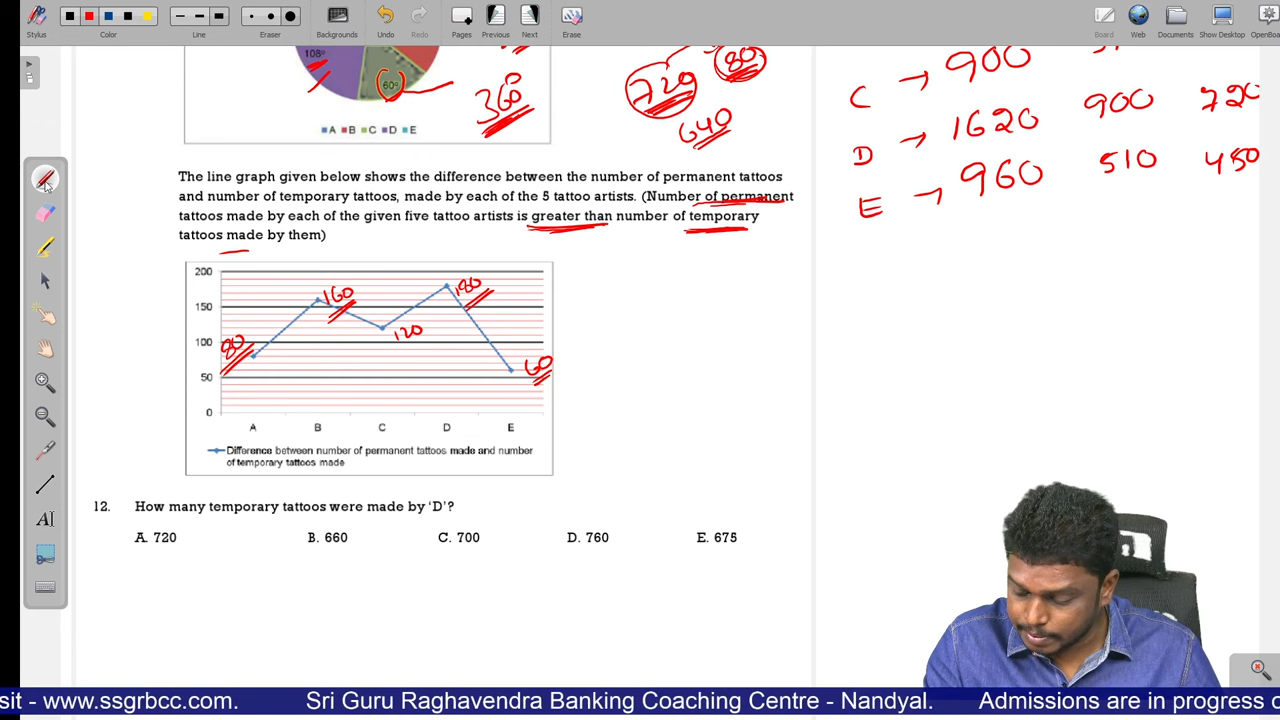 Stylus Color Line Eraser Backgrounds Undo Redo Pages Previous Next Erase Board Web Documents Show Desktop OpenBoa
105°
60°
360°
720
80
640
■A ■B ■C ■D ■E
C → 900
D → 1620 900 720
E → 960 510 450
The line graph given below shows the difference between the number of permanent tattoos
and number of temporary tattoos, made by each of the 5 tattoo artists. (Number of permanent
tattoos made by each of the given five tattoo artists is greater than number of temporary
tattoos made by them)
200
150
100
50
0
80
160
120
180
60
A B C D E
Difference between number of permanent tattoos made and number
of temporary tattoos made
12. How many temporary tattoos were made by ‘D’?
A. 720 B. 660 C. 700 D. 760 E. 675
sit - www.ssgrbcc.com. Sri Guru Raghavendra Banking Coaching Centre - Nandyal. Admissions are in progress